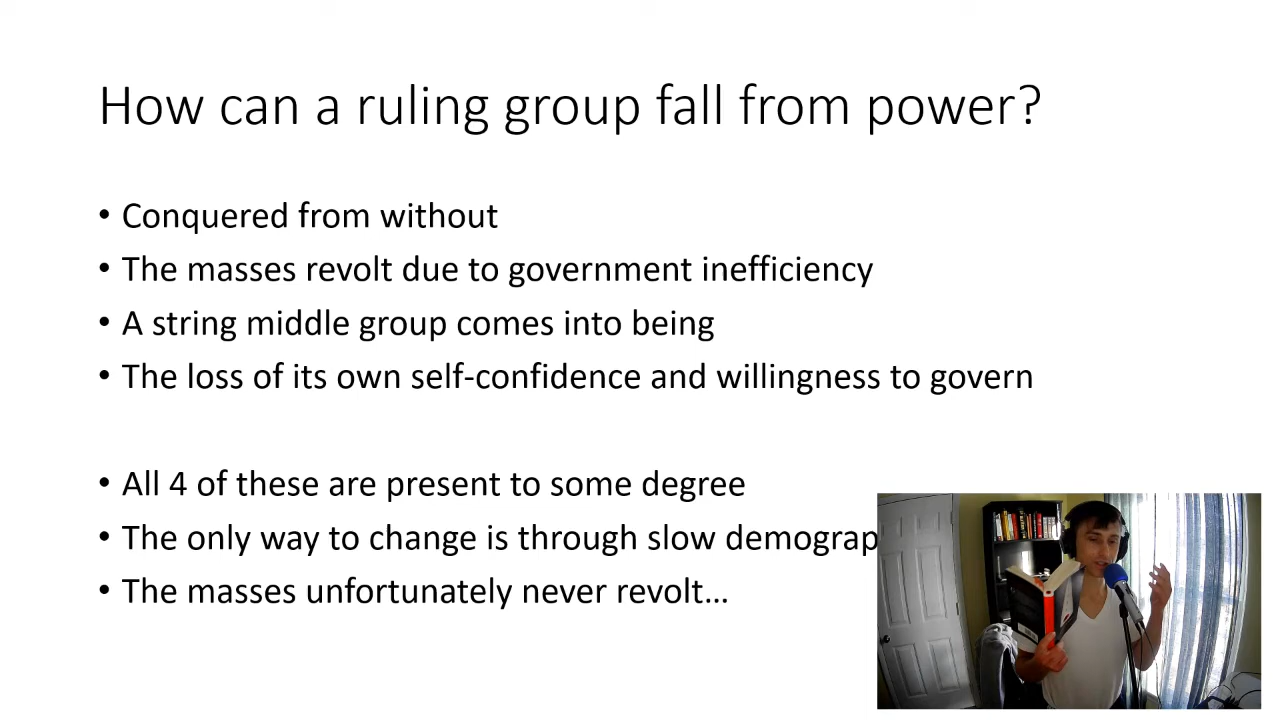 How can a ruling group fall from power?
• Conquered from without
• The masses revolt due to government inefficiency
• A string middle group comes into being
• The loss of its own self-confidence and willingness to govern
• All 4 of these are present to some degree
• The only way to change is through slow demograp
• The masses unfortunately never revolt…